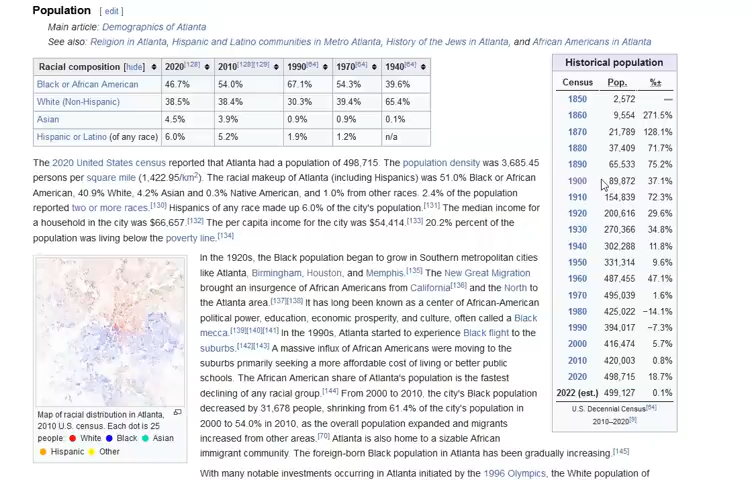 Population [ edit ]
Main article: Demographics of Atlanta
See also: Religion in Atlanta, Hispanic and Latino communities in Metro Atlanta, History of the Jews in Atlanta, and African Americans in Atlanta
Racial composition [hide] 2020[128] 2010[128][129] 1990[64] 1970[64] 1940[64]
Black or African American 46.7% 54.0% 67.1% 54.3% 39.6%
White (Non-Hispanic) 38.5% 38.4% 30.3% 39.4% 65.4%
Asian 4.5% 3.9% 0.9% 0.9% 0.1%
Hispanic or Latino (of any race) 6.0% 5.2% 1.9% 1.2% n/a
The 2020 United States census reported that Atlanta had a population of 498,715. The population density was 3,685.45
persons per square mile (1,422.95/km2). The racial makeup of Atlanta (including Hispanics) was 51.0% Black or African
American, 40.9% White, 4.2% Asian and 0.3% Native American, and 1.0% from other races. 2.4% of the population
reported two or more races.[130] Hispanics of any race made up 6.0% of the city's population.[131] The median income for
a household in the city was $66,657.[132] The per capita income for the city was $54,414.[133] 20.2% percent of the
population was living below the poverty line.[134]
In the 1920s, the Black population began to grow in Southern metropolitan cities
like Atlanta, Birmingham, Houston, and Memphis.[135] The New Great Migration
brought an insurgence of African Americans from California[136] and the North to
the Atlanta area.[137][138] It has long been known as a center of African-American
political power, education, economic prosperity, and culture, often called a Black
mecca.[139][140][141] In the 1990s, Atlanta started to experience Black flight to the
suburbs.[142][143] A massive influx of African Americans were moving to the
suburbs primarily seeking a more affordable cost of living or better public
schools. The African American share of Atlanta's population is the fastest
declining of any racial group.[144] From 2000 to 2010, the city's Black population
decreased by 31,678 people, shrinking from 61.4% of the city's population in
2000 to 54.0% in 2010, as the overall population expanded and migrants
increased from other areas.[70] Atlanta is also home to a sizable African
immigrant community. The foreign-born Black population in Atlanta has been gradually increasing.[145]
With many notable investments occurring in Atlanta initiated by the 1996 Olympics, the White population of
Map of racial distribution in Atlanta,
2010 U.S. census. Each dot is 25
people: White Black Asian
Hispanic Other
Historical population
Census Pop. %±
1850 2,572 —
1860 9,554 271.5%
1870 21,789 128.1%
1880 37,409 71.7%
1890 65,533 75.2%
1900 89,872 37.1%
1910 154,839 72.3%
1920 200,616 29.6%
1930 270,366 34.8%
1940 302,288 11.8%
1950 331,314 9.6%
1960 487,455 47.1%
1970 495,039 1.6%
1980 425,022 −14.1%
1990 394,017 −7.3%
2000 416,474 5.7%
2010 420,003 0.8%
2020 498,715 18.7%
2022 (est.) 499,127 0.1%
U.S. Decennial Census[64]
2010–2020[9]